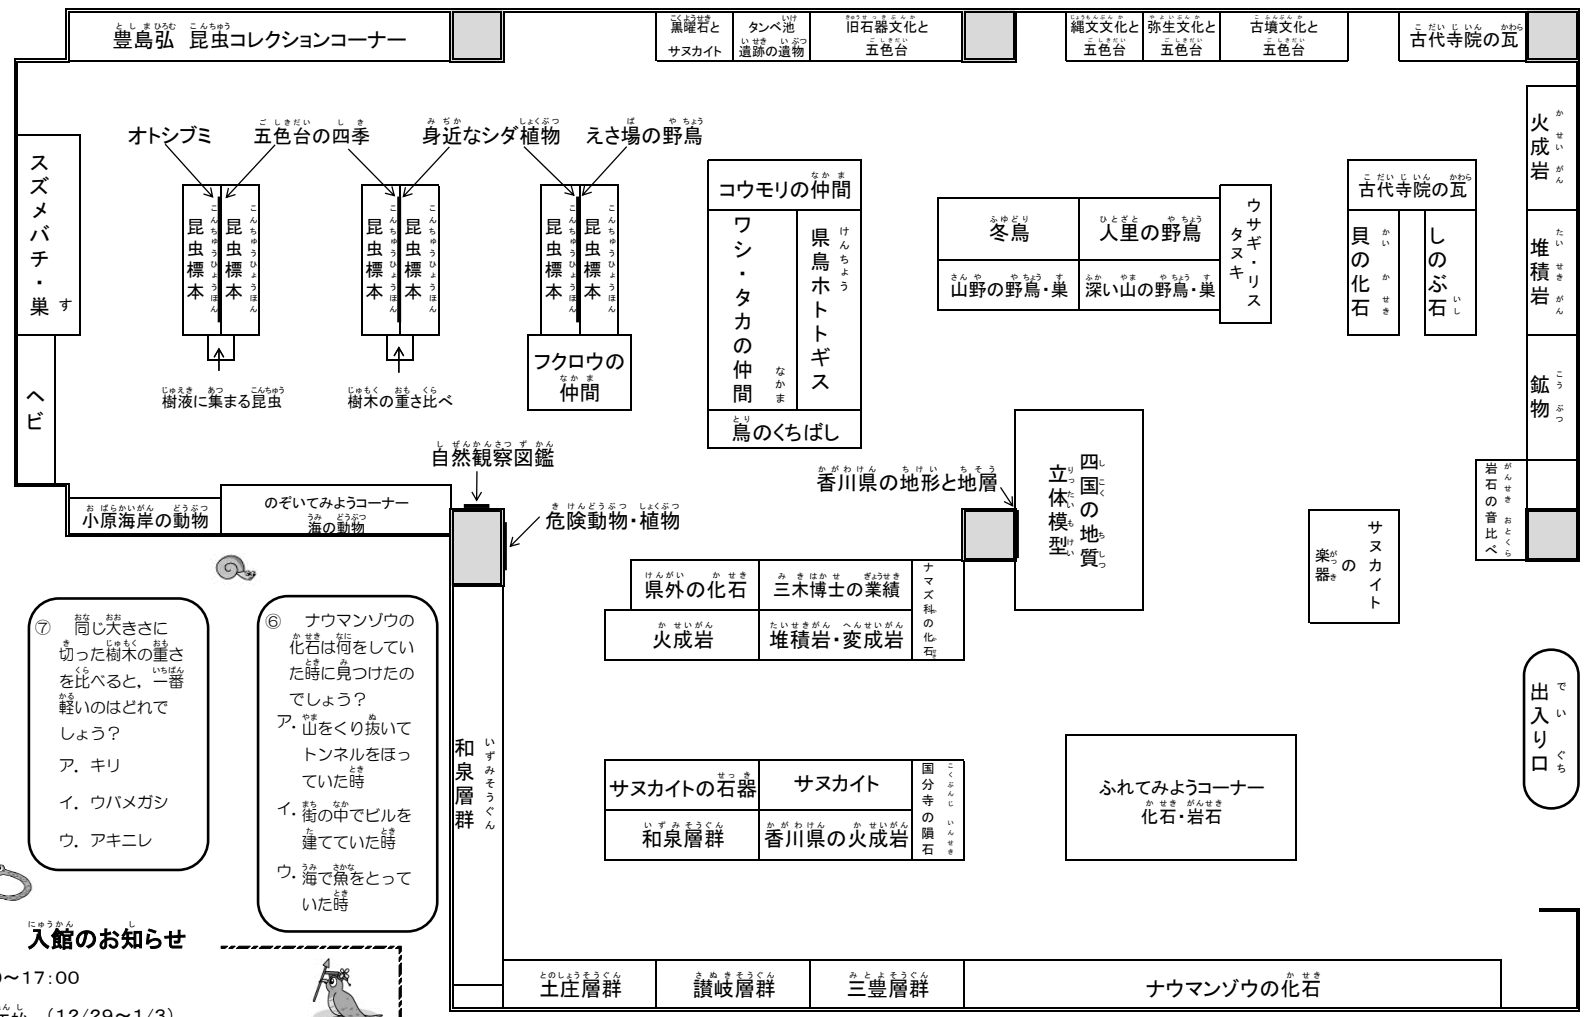 豊島弘 昆虫コレクションコーナー
黒曜石と
サヌカイト
タンベ池
遺跡の遺物
旧石器文化と
五色台
縄文文化と
五色台
弥生文化と
五色台
古墳文化と
五色台
古代寺院の瓦
オトシブミ
五色台の四季
身近なシダ植物
えさ場の野鳥
スズメバチ・巣
ヘビ
昆虫標本
昆虫標本
昆虫標本
昆虫標本
昆虫標本
昆虫標本
樹液に集まる昆虫
樹木の重さ比べ
フクロウの
仲間
コウモリの仲間
ワシ・タカの仲間
県鳥ホトトギス
鳥のくちばし
冬鳥
人里の野鳥
山野の野鳥・巣
深い山の野鳥・巣
ウサギ・リス
タヌキ
古代寺院の瓦
貝の化石
しのぶ石
火成岩
堆積岩
鉱物
岩石の音比べ
自然観察図鑑
危険動物・植物
香川県の地形と地層
四国の地質
立体模型
サヌカイト
の
楽器
小原海岸の動物
のぞいてみようコーナー
海の動物
県外の化石
三木博士の業績
火成岩
堆積岩・変成岩
ナマズ科の化石
和泉層群
サヌカイトの石器
サヌカイト
和泉層群
香川県の火成岩
国分寺の隕石
ふれてみようコーナー
化石・岩石
出入り口
土庄層群
讃岐層群
三豊層群
ナウマンゾウの化石
⑦ 同じ大きさに
切った樹木の重さ
を比べると，一番
軽いのはどれで
しょう？
ア．キリ
イ．ウバメガシ
ウ．アキニレ
⑥ ナウマンゾウの
化石は何をしてい
た時に見つけたの
でしょう？
ア．山をくり抜いて
トンネルをほっ
ていた時
イ．街の中でビルを
建てていた時
ウ．海で魚をとって
いた時
入館のお知らせ
～17:00
(12/29～1/3)